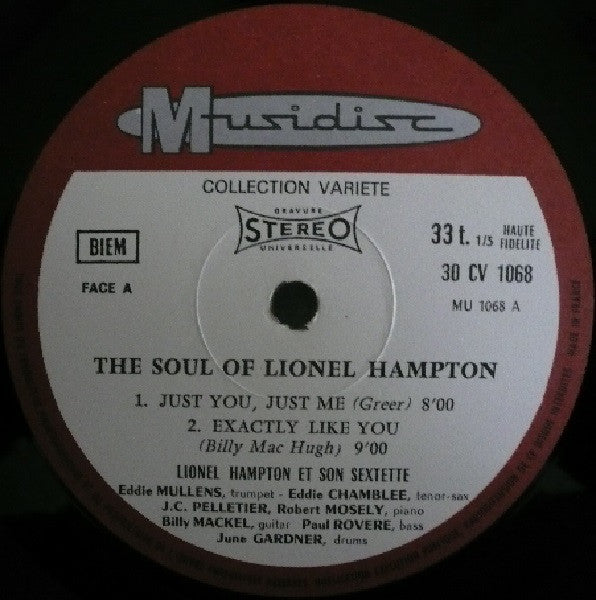 Musidisc
COLLECTION VARIETE
GRAVURE
STEREO
UNIVERSELLE
BIEM
FACE A
33 t. 1/3 HAUTE FIDELITE
30 CV 1068
MU 1068 A
THE SOUL OF LIONEL HAMPTON
1. JUST YOU, JUST ME (Greer) 8'00
2. EXACTLY LIKE YOU
(Billy Mac Hugh) 9'00
LIONEL HAMPTON ET SON SEXTETTE
Eddie MULLENS, trumpet - Eddie CHAMBLEE, tenor-sax
J.C. PELLETIER, Robert MOSELY, piano
Billy MACKEL, guitar Paul ROVERE, bass
June GARDNER, drums
MADE IN FRANCE